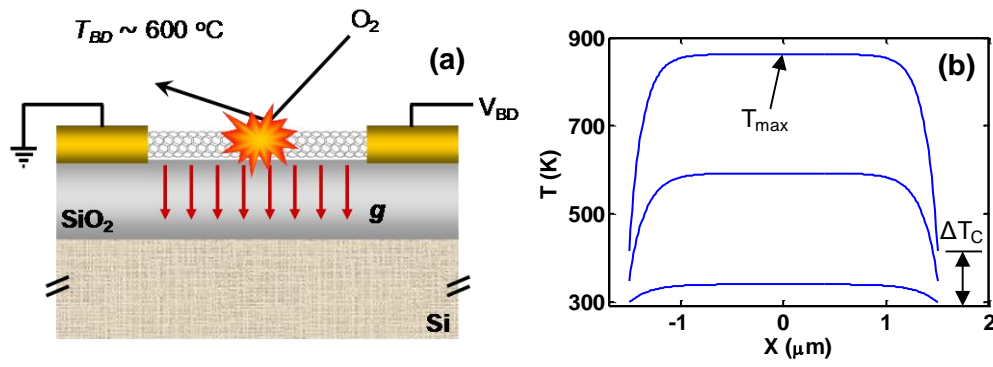 T_BD ~ 600 °C
O₂
(a)
V_BD
SiO₂
g
Si
(b)
900
700
500
300
T (K)
T_max
ΔT_C
-1
0
1
2
X (μm)